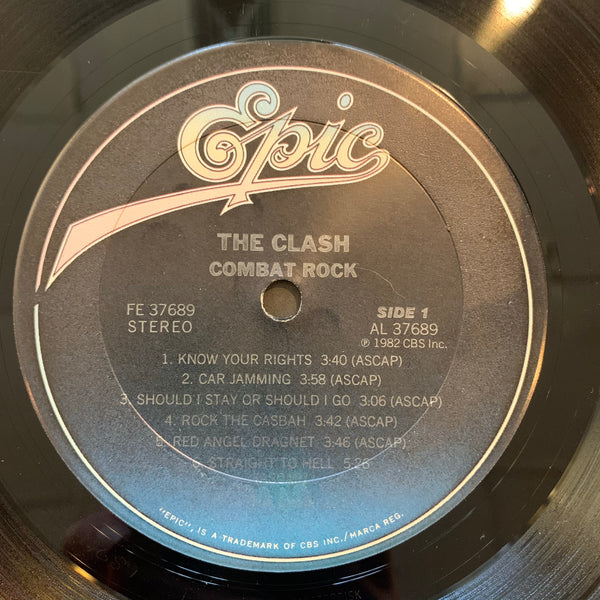 Epic
THE CLASH
COMBAT ROCK
FE 37689
STEREO
SIDE 1
AL 37689
℗ 1982 CBS Inc.
1. KNOW YOUR RIGHTS 3:40 (ASCAP)
2. CAR JAMMING 3:58 (ASCAP)
3. SHOULD I STAY OR SHOULD I GO 3:06 (ASCAP)
4. ROCK THE CASBAH 3:42 (ASCAP)
5. RED ANGEL DRAGNET 3:46 (ASCAP)
6. STRAIGHT TO HELL 5:26
"EPIC", IS A TRADEMARK OF CBS INC./MARCA REG.